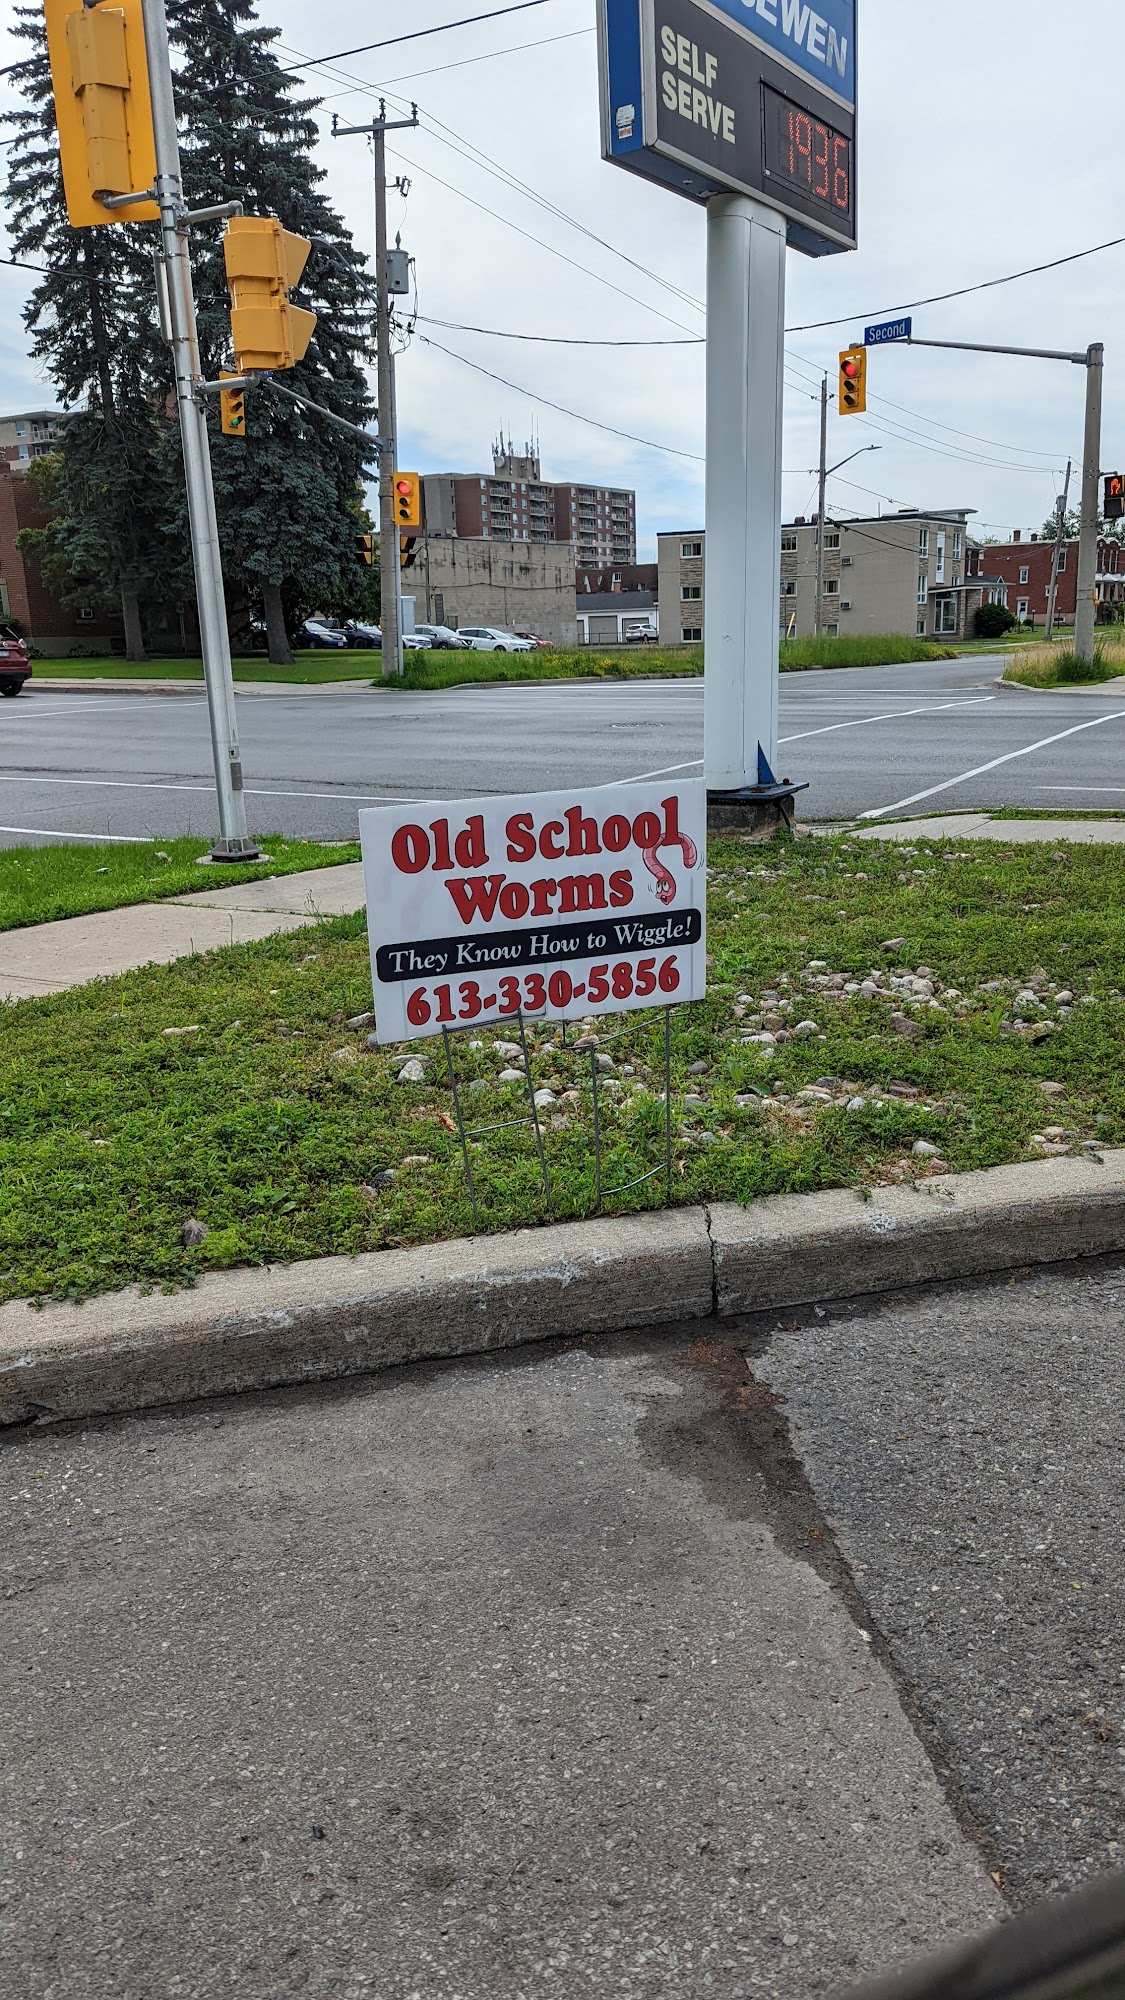 SELF
SERVE
Second
Old School
Worms
They Know How to Wiggle!
613-330-5856